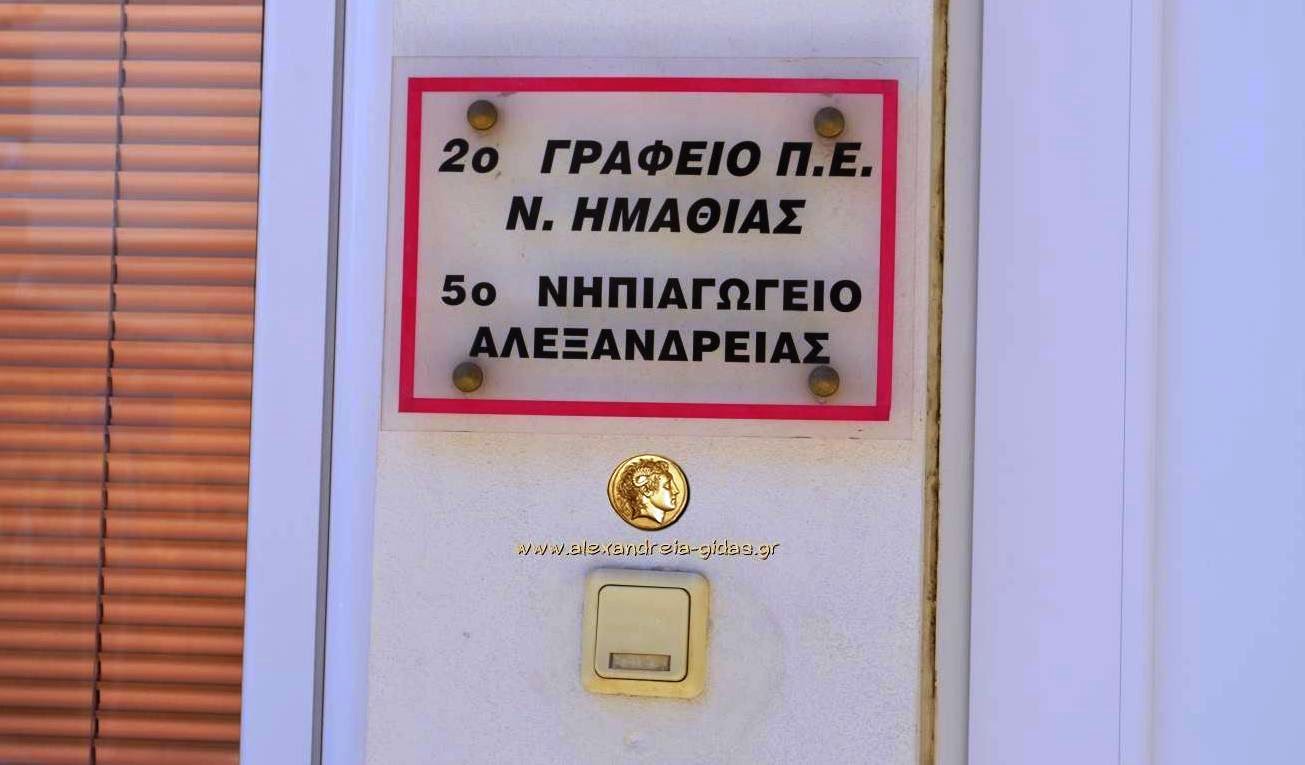 2ο ΓΡΑΦΕΙΟ Π.Ε.
Ν. ΗΜΑΘΙΑΣ
5ο ΝΗΠΙΑΓΩΓΕΙΟ
ΑΛΕΞΑΝΔΡΕΙΑΣ
www.alexandreia-gidas.gr